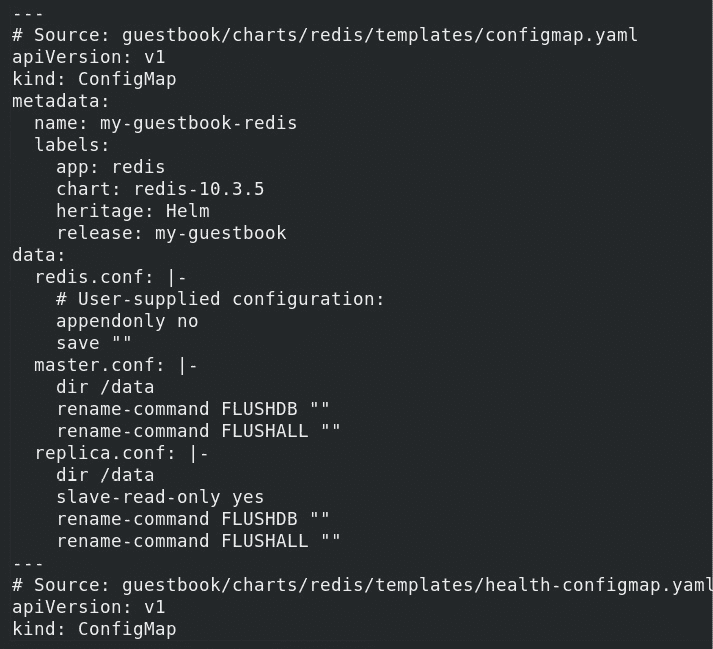 ---
# Source: guestbook/charts/redis/templates/configmap.yaml
apiVersion: v1
kind: ConfigMap
metadata:
  name: my-guestbook-redis
  labels:
    app: redis
    chart: redis-10.3.5
    heritage: Helm
    release: my-guestbook
data:
  redis.conf: |-
    # User-supplied configuration:
    appendonly no
    save ""
  master.conf: |-
    dir /data
    rename-command FLUSHDB ""
    rename-command FLUSHALL ""
  replica.conf: |-
    dir /data
    slave-read-only yes
    rename-command FLUSHDB ""
    rename-command FLUSHALL ""
---
# Source: guestbook/charts/redis/templates/health-configmap.yaml
apiVersion: v1
kind: ConfigMap